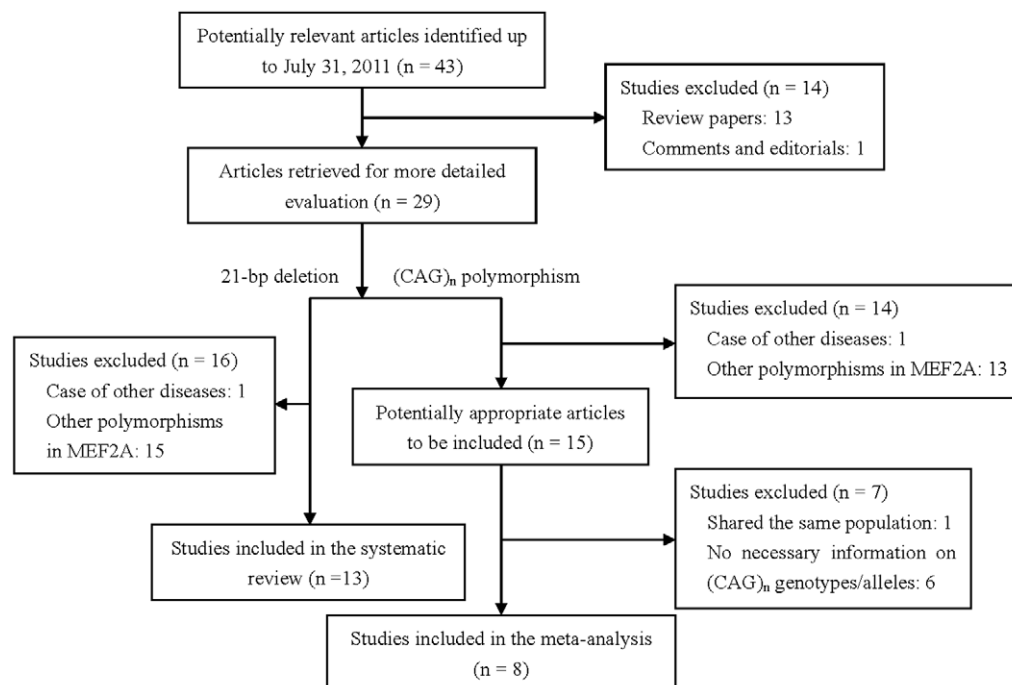 Potentially relevant articles identified up
to July 31, 2011 (n = 43)
Studies excluded (n = 14)
Review papers: 13
Comments and editorials: 1
Articles retrieved for more detailed
evaluation (n = 29)
21-bp deletion
(CAG)n polymorphism
Studies excluded (n = 14)
Case of other diseases: 1
Other polymorphisms in MEF2A: 13
Studies excluded (n = 16)
Case of other diseases: 1
Other polymorphisms
in MEF2A: 15
Potentially appropriate articles
to be included (n = 15)
Studies excluded (n = 7)
Shared the same population: 1
No necessary information on
(CAG)n genotypes/alleles: 6
Studies included in the systematic
review (n =13)
Studies included in the meta-analysis
(n = 8)